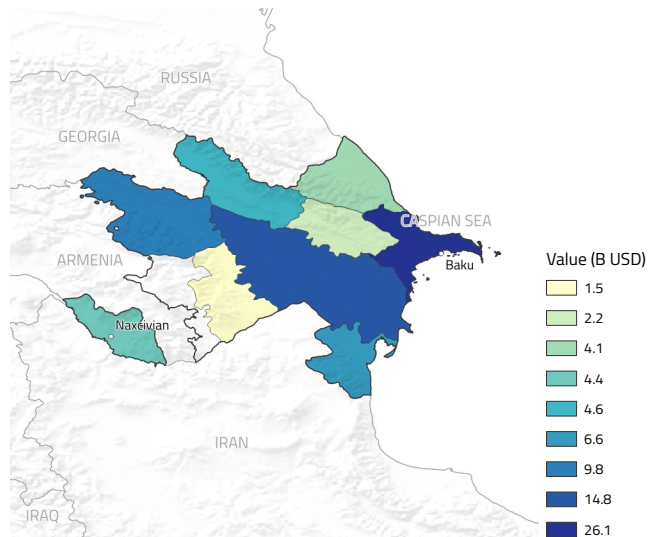 RUSSIA
GEORGIA
CASPIAN SEA
ARMENIA
Baku
Naxcivian
IRAN
IRAQ
Value (B USD)
1.5
2.2
4.1
4.4
4.6
6.6
9.8
14.8
26.1